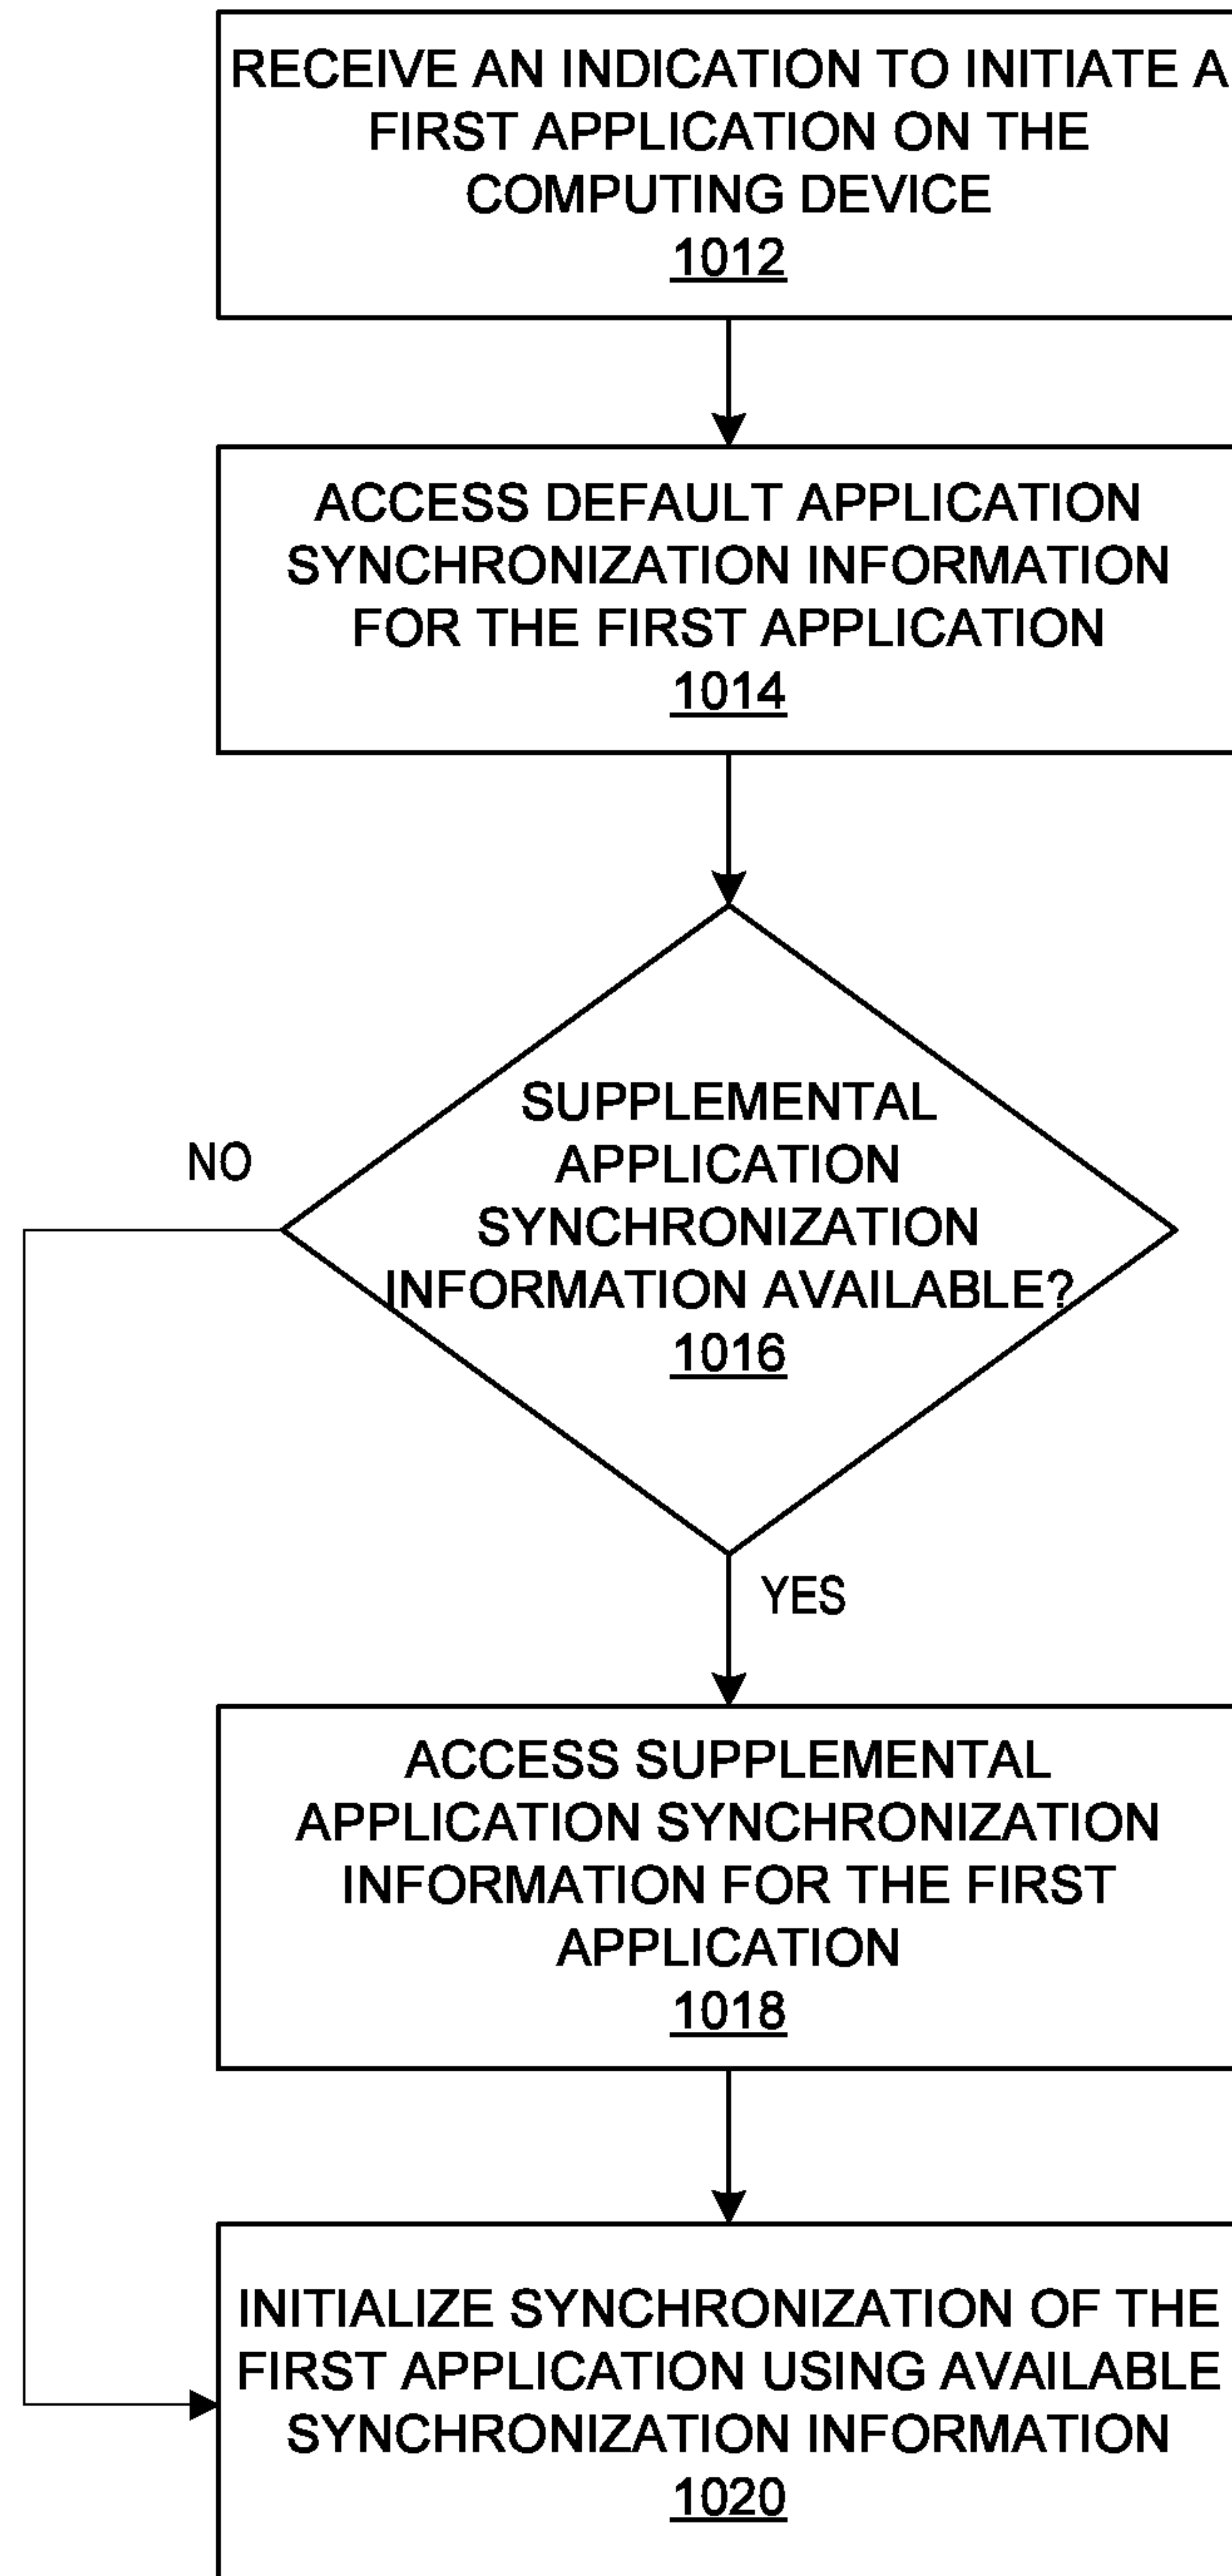 RECEIVE AN INDICATION TO INITIATE A
FIRST APPLICATION ON THE
COMPUTING DEVICE
1012
ACCESS DEFAULT APPLICATION
SYNCHRONIZATION INFORMATION
FOR THE FIRST APPLICATION
1014
SUPPLEMENTAL
APPLICATION
SYNCHRONIZATION
INFORMATION AVAILABLE?
1016
NO
YES
ACCESS SUPPLEMENTAL
APPLICATION SYNCHRONIZATION
INFORMATION FOR THE FIRST
APPLICATION
1018
INITIALIZE SYNCHRONIZATION OF THE
FIRST APPLICATION USING AVAILABLE
SYNCHRONIZATION INFORMATION
1020